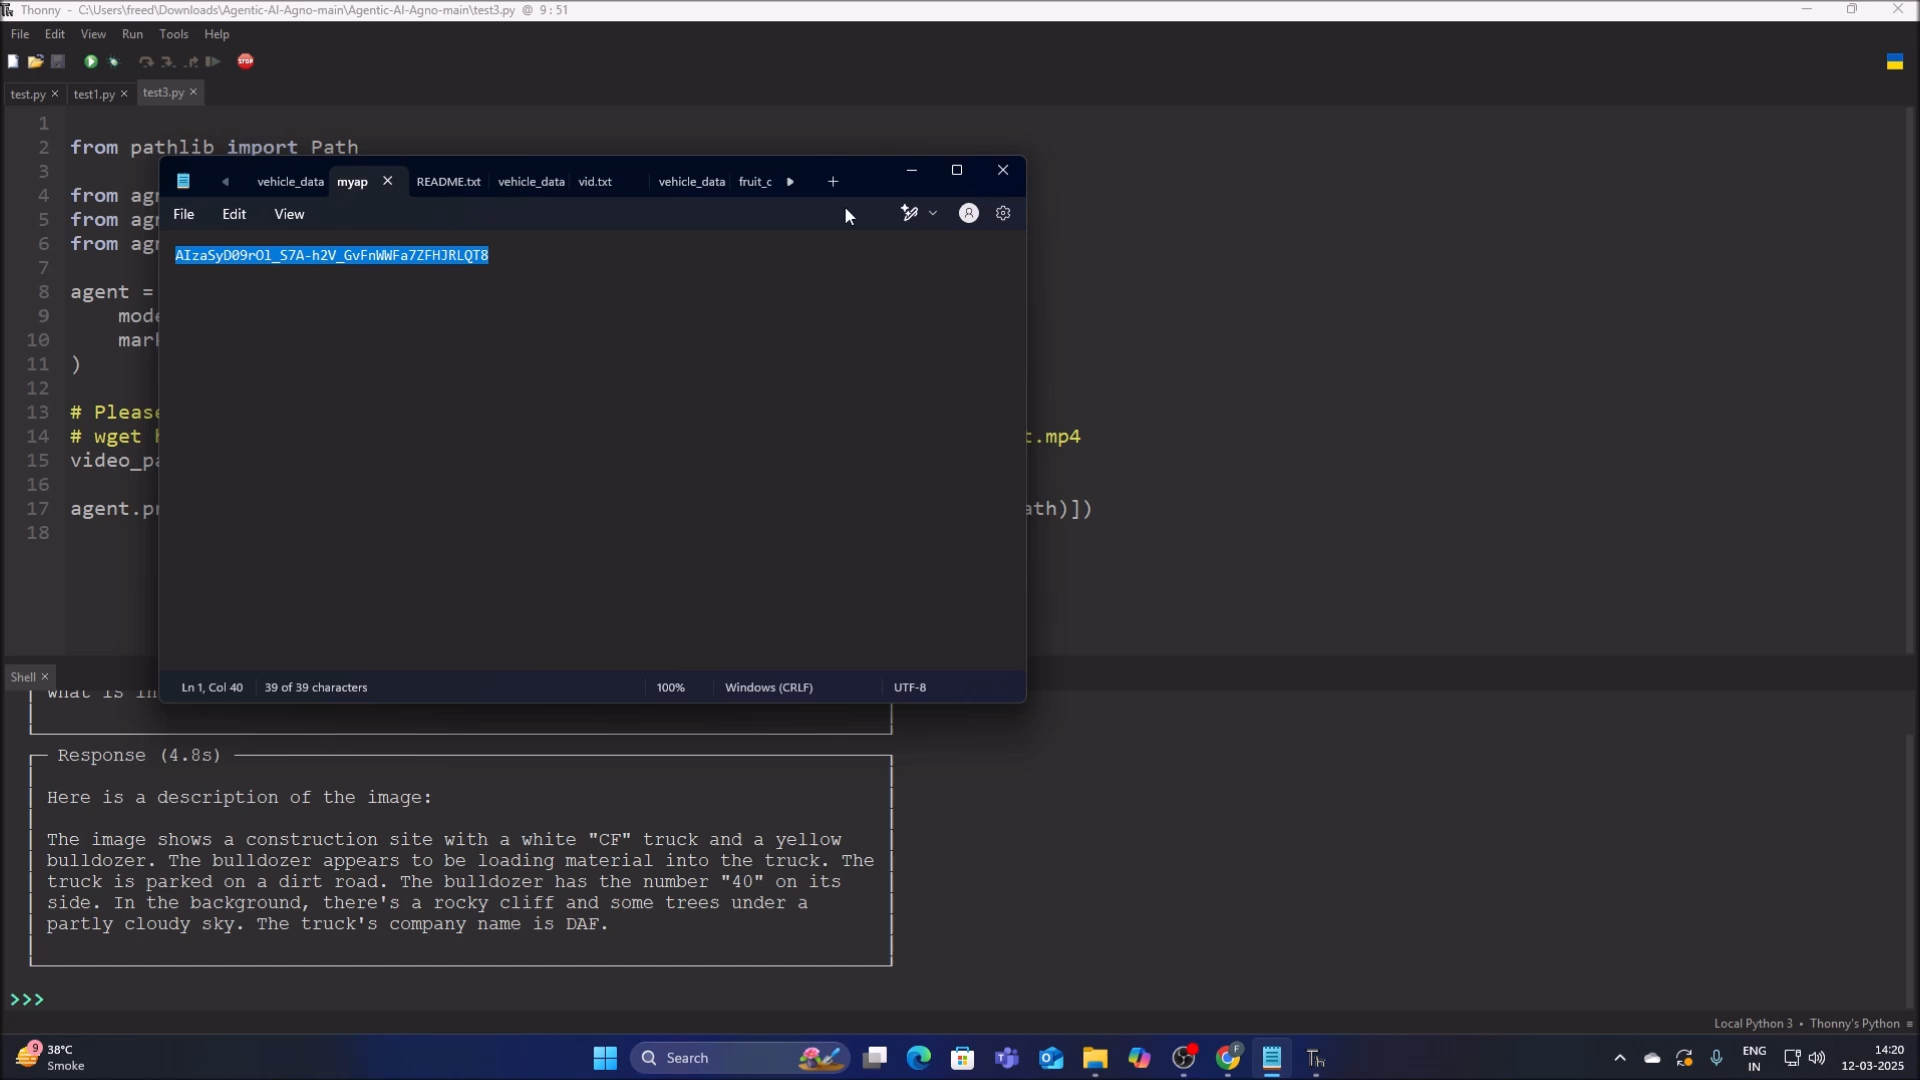 Thonny - C:\Users\freed\Downloads\Agentic-AI-Agno-main\Agentic-AI-Agno-main\test3.py @ 9:51
File Edit View Run Tools Help
STOP
test.py × test1.py × test3.py ×
1
2 from pathlib import Path
3
4 from
5 from
6 from
7
8 agent =
9
10
11 )
12
13 # Please
14 # wget
.mp4
15
16
17 )])
18
vehicle_data myap README.txt vehicle_data vid.txt vehicle_data
File Edit View
Ln 1, Col 40 39 of 39 characters 100% Windows (CRLF) UTF-8
Shell ×
what is
Response (4.8s)
Here is a description of the image:
The image shows a construction site with a white "CF" truck and a yellow
bulldozer. The bulldozer appears to be loading material into the truck. The
truck is parked on a dirt road. The bulldozer has the number "40" on its
side. In the background, there's a rocky cliff and some trees under a
partly cloudy sky. The truck's company name is DAF.
>>>
Local Python 3 • Thonny's Python
9
38°C
Smoke
Search
F
Th
ENG
IN
14:20
12-03-2025